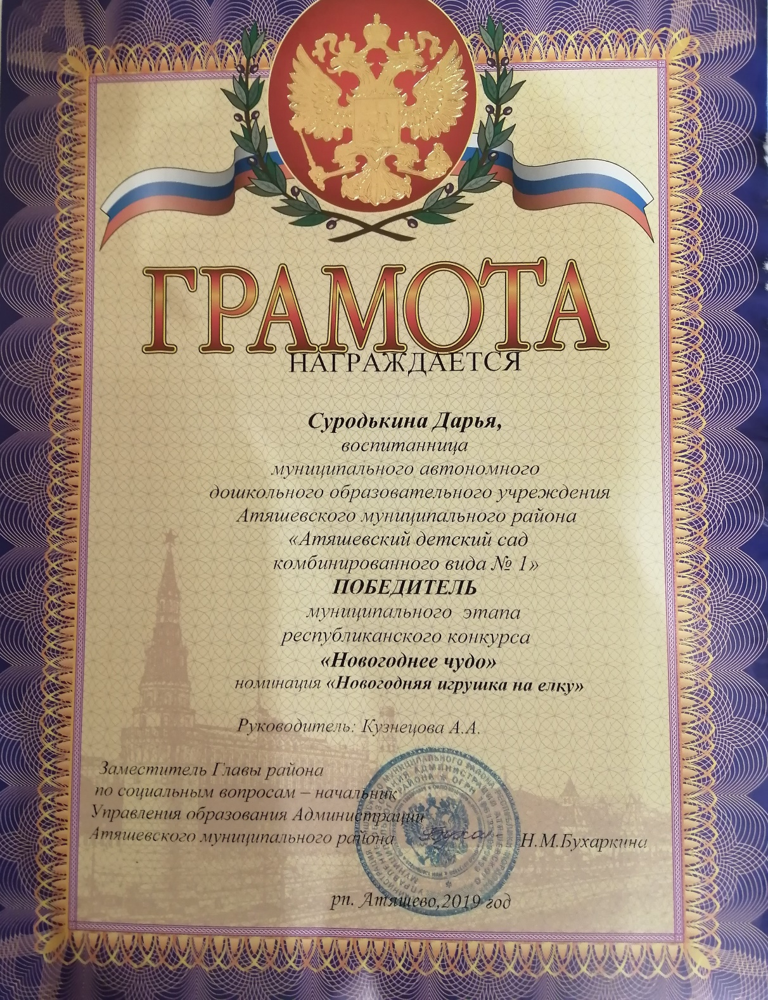 ГРАМОТА
НАГРАЖДАЕТСЯ
Суродькина Дарья,
воспитанница
муниципального автономного
дошкольного образовательного учреждения
Атяшевского муниципального района
«Атяшевский детский сад
комбинированного вида № 1»
ПОБЕДИТЕЛЬ
муниципального этапа
республиканского конкурса
«Новогоднее чудо»
номинация «Новогодняя игрушка на елку»
Руководитель: Кузнецова А.А.
Заместитель Главы района
по социальным вопросам – начальник
Управления образования Администрации
Атяшевского муниципального района Н.М.Бухаркина
рп. Атяшево,2019 год